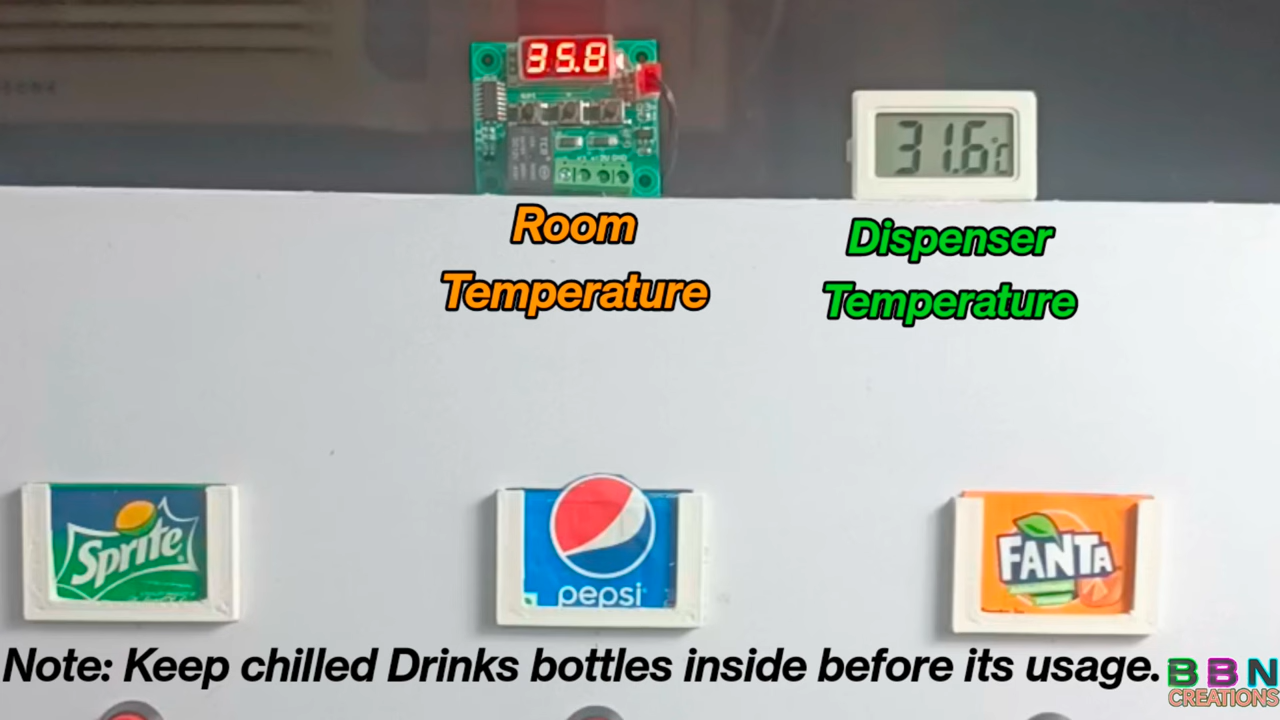 35.8
31.6°C
Room
Temperature
Dispenser
Temperature
Sprite
pepsi
FANTA
Note: Keep chilled Drinks bottles inside before its usage.
BBN
CREATIONS